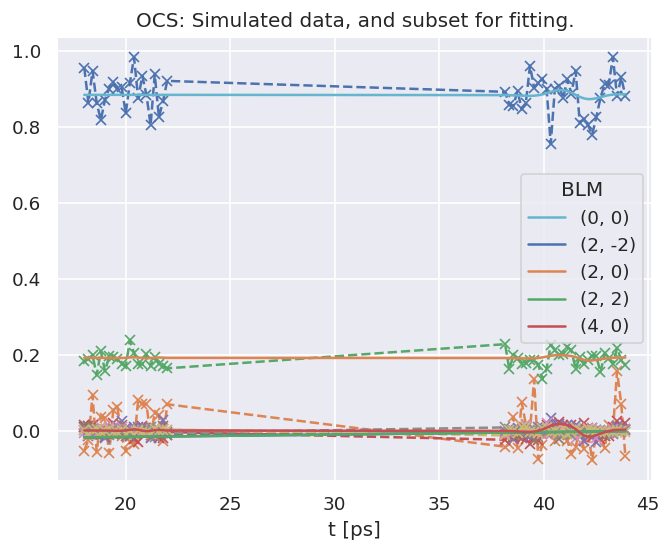 OCS: Simulated data, and subset for fitting.
1.0
0.8
0.6
0.4
0.2
0.0
BLM
(0, 0)
(2, -2)
(2, 0)
(2, 2)
(4, 0)
20 25 30 35 40 45
t [ps]